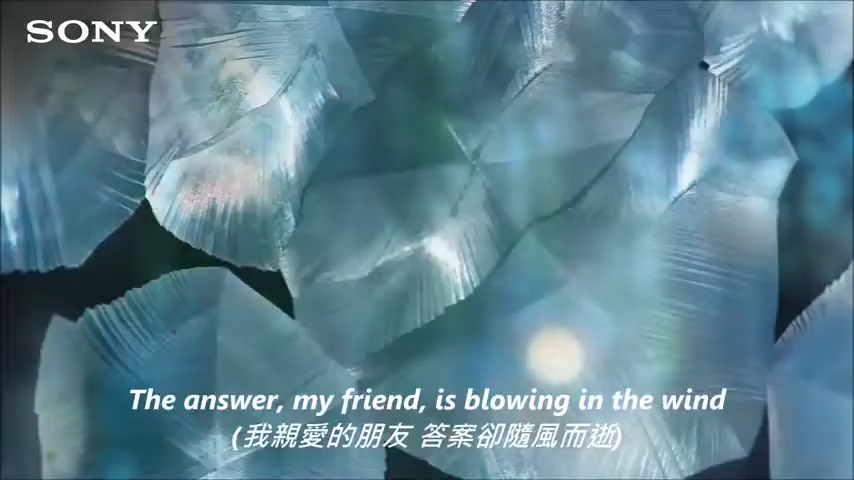 SONY
The answer, my friend, is blowing in the wind
(我親愛的朋友 答案卻隨風而逝)